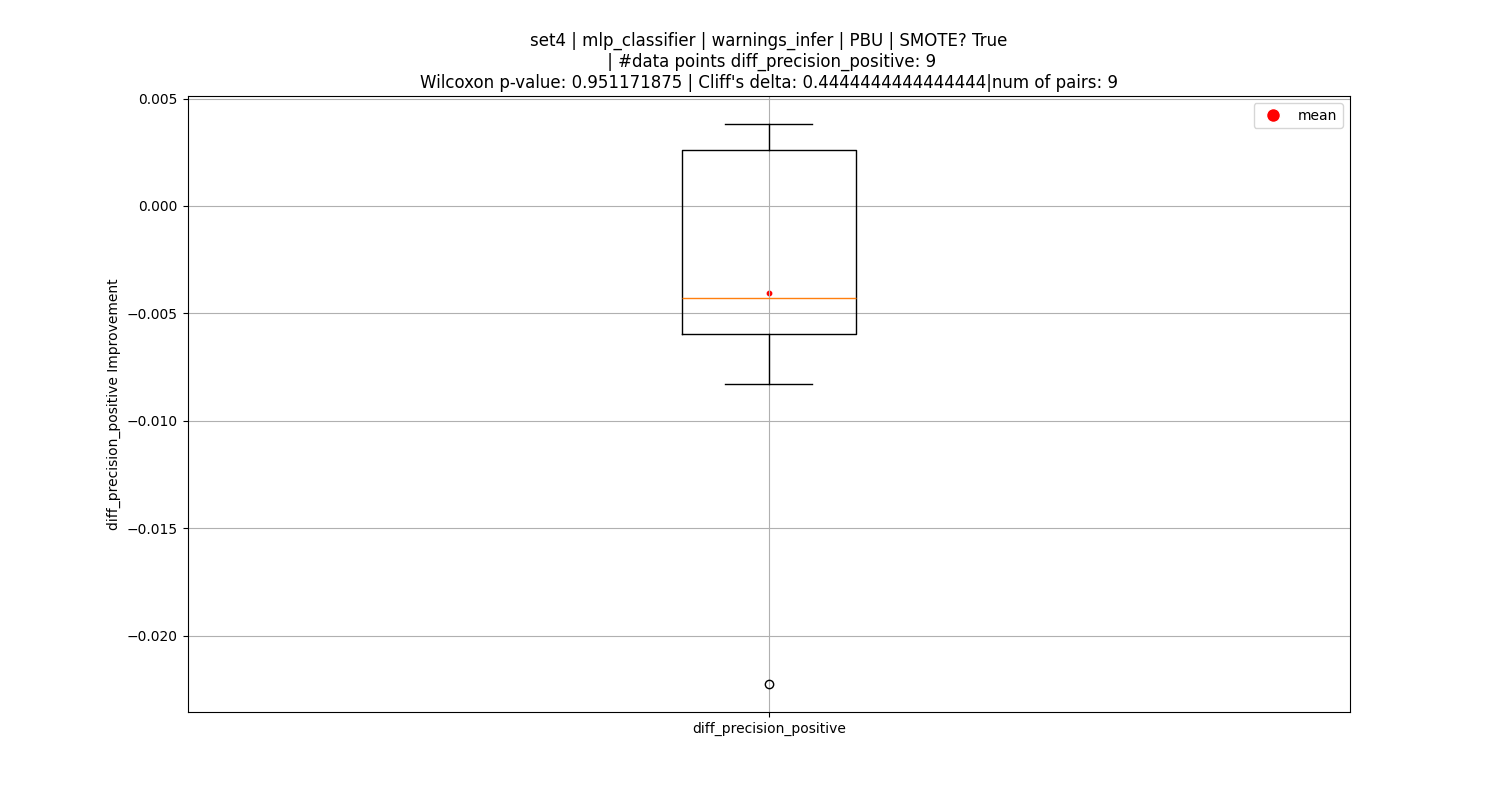 set4 | mlp_classifier | warnings_infer | PBU | SMOTE? True
| #data points diff_precision_positive: 9
Wilcoxon p-value: 0.951171875 | Cliff's delta: 0.4444444444444444|num of pairs: 9
mean
0.005
0.000
−0.005
−0.010
−0.015
−0.020
diff_precision_positive Improvement
diff_precision_positive